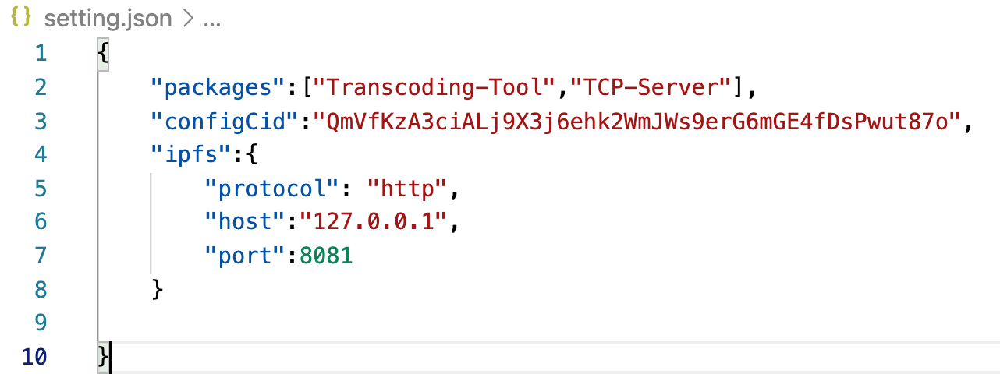 {} setting.json > ...
1 {
2 "packages":["Transcoding-Tool","TCP-Server"],
3 "configCid":"QmVfKzA3ciALj9X3j6ehk2WmJWs9erG6mGE4fDsPwut87o",
4 "ipfs":{
5 "protocol": "http",
6 "host":"127.0.0.1",
7 "port":8081
8 }
9
10 }